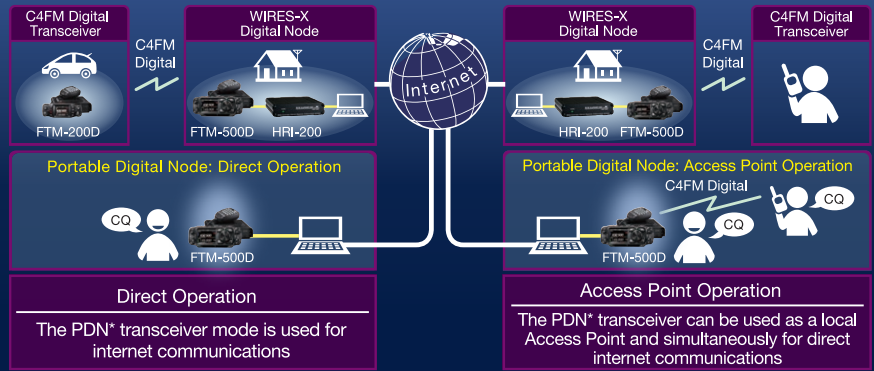 C4FM Digital
Transceiver
FTM-200D
C4FM
Digital
WIRES-X
Digital Node
FTM-500D
HRI-200
Internet
WIRES-X
Digital Node
HRI-200
FTM-500D
C4FM
Digital
C4FM Digital
Transceiver
Portable Digital Node: Direct Operation
CQ
FTM-500D
Portable Digital Node: Access Point Operation
C4FM Digital
CQ
CQ
FTM-500D
Direct Operation
The PDN* transceiver mode is used for
internet communications
Access Point Operation
The PDN* transceiver can be used as a local
Access Point and simultaneously for direct
internet communications